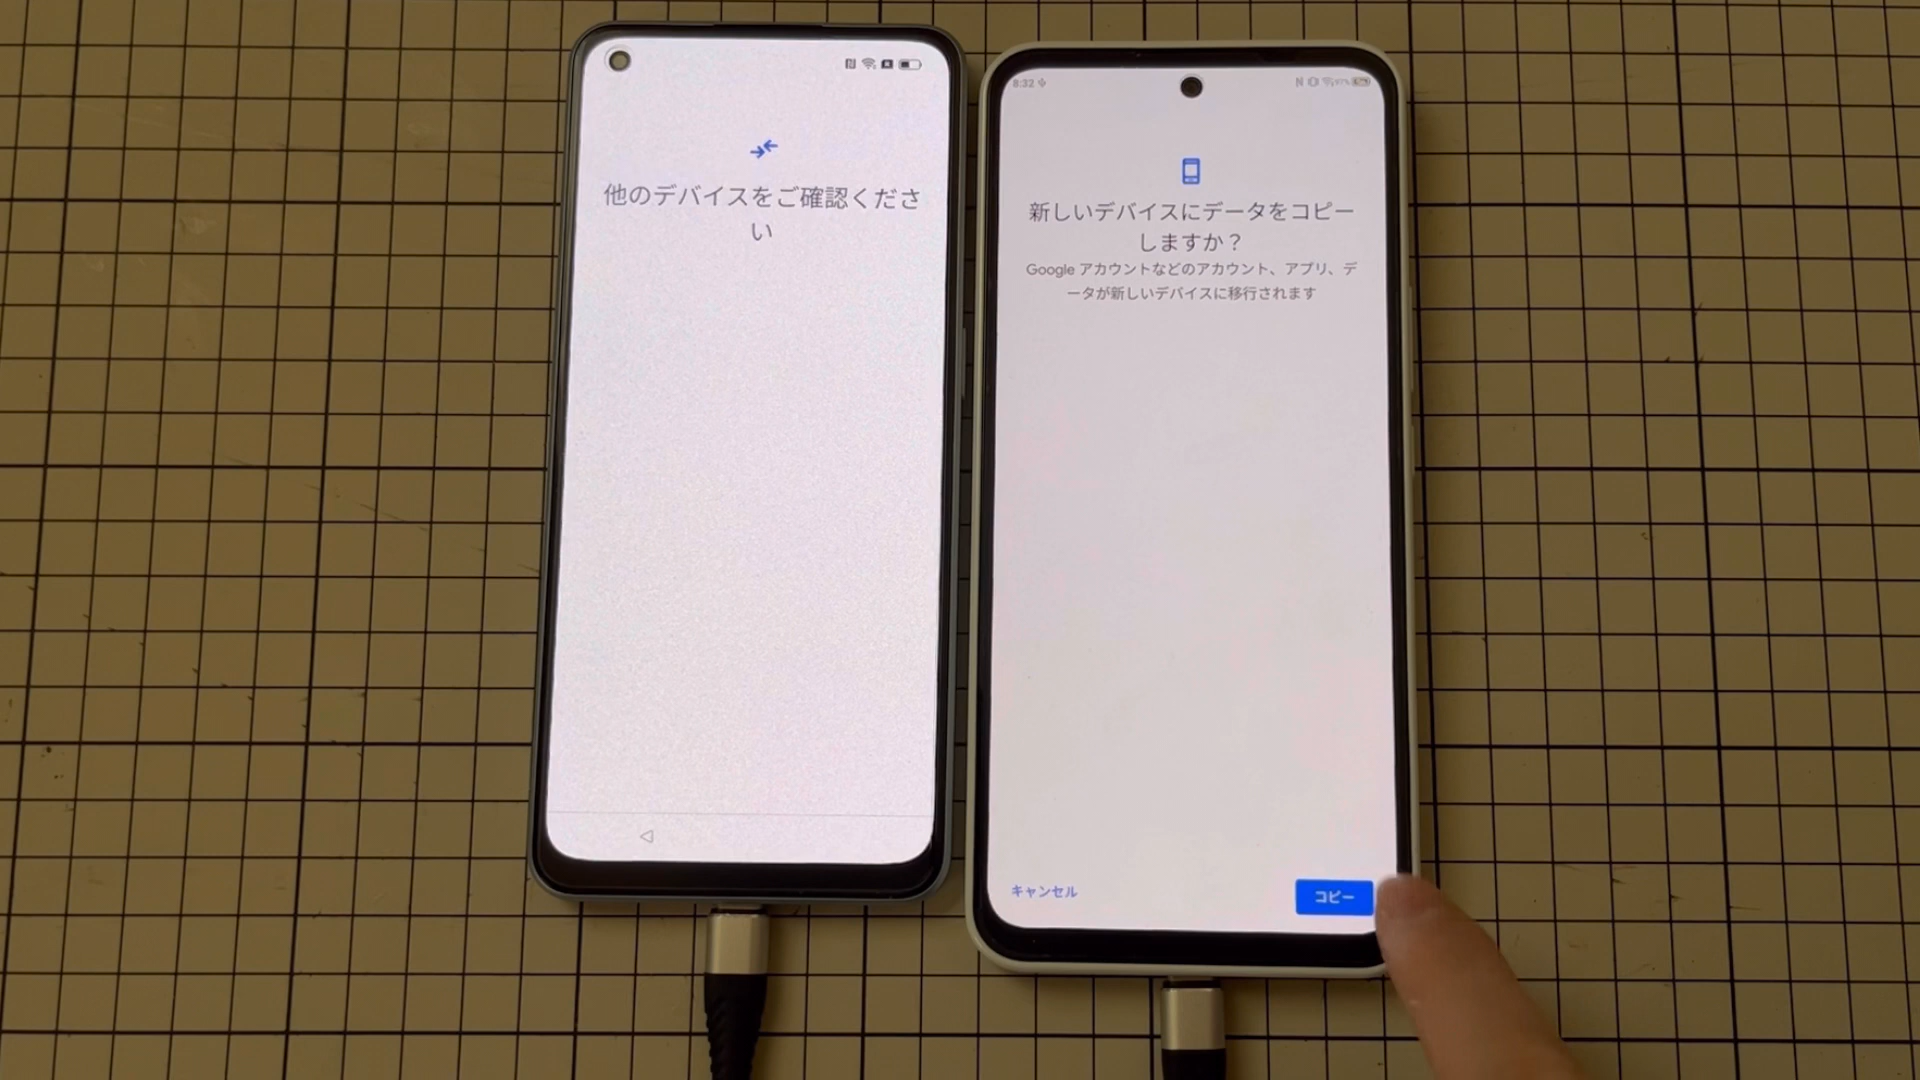 他のデバイスをご確認くださ
い
8:32
新しいデバイスにデータをコピー
しますか？
Google アカウントなどのアカウント、アプリ、デ
ータが新しいデバイスに移行されます
キャンセル
コピー